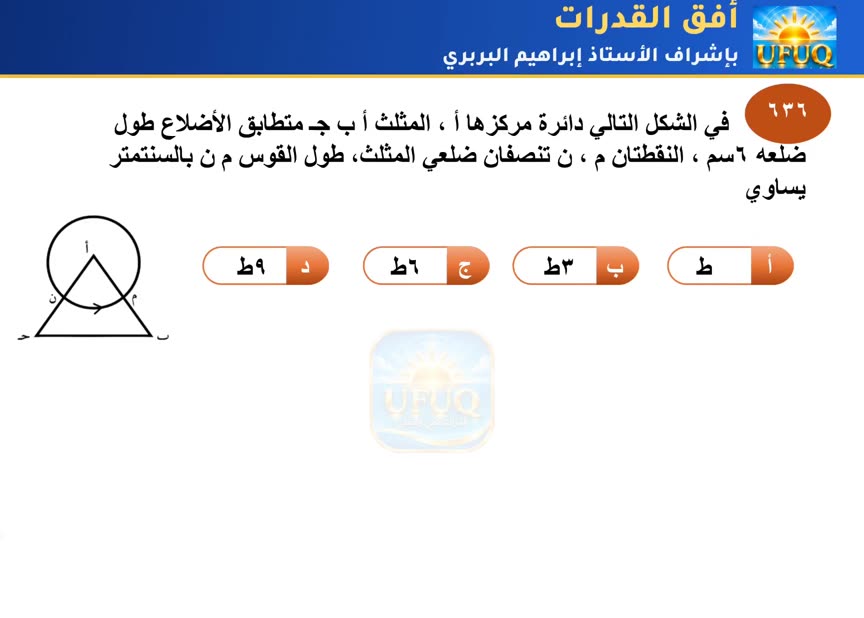 أفق القدرات
بإشراف الأستاذ إبراهيم البربري
UFUQ
٦٣٦
في الشكل التالي دائرة مركزها أ ، المثلث أ ب جـ متطابق الأضلاع طول
ضلعه ٦سم ، النقطتان م ، ن تنصفان ضلعي المثلث، طول القوس م ن بالسنتمتر
يساوي
أ ط
ب ٣ط
ج ٦ط
د ٩ط
أ
ن
م
جـ
ب
UFUQ